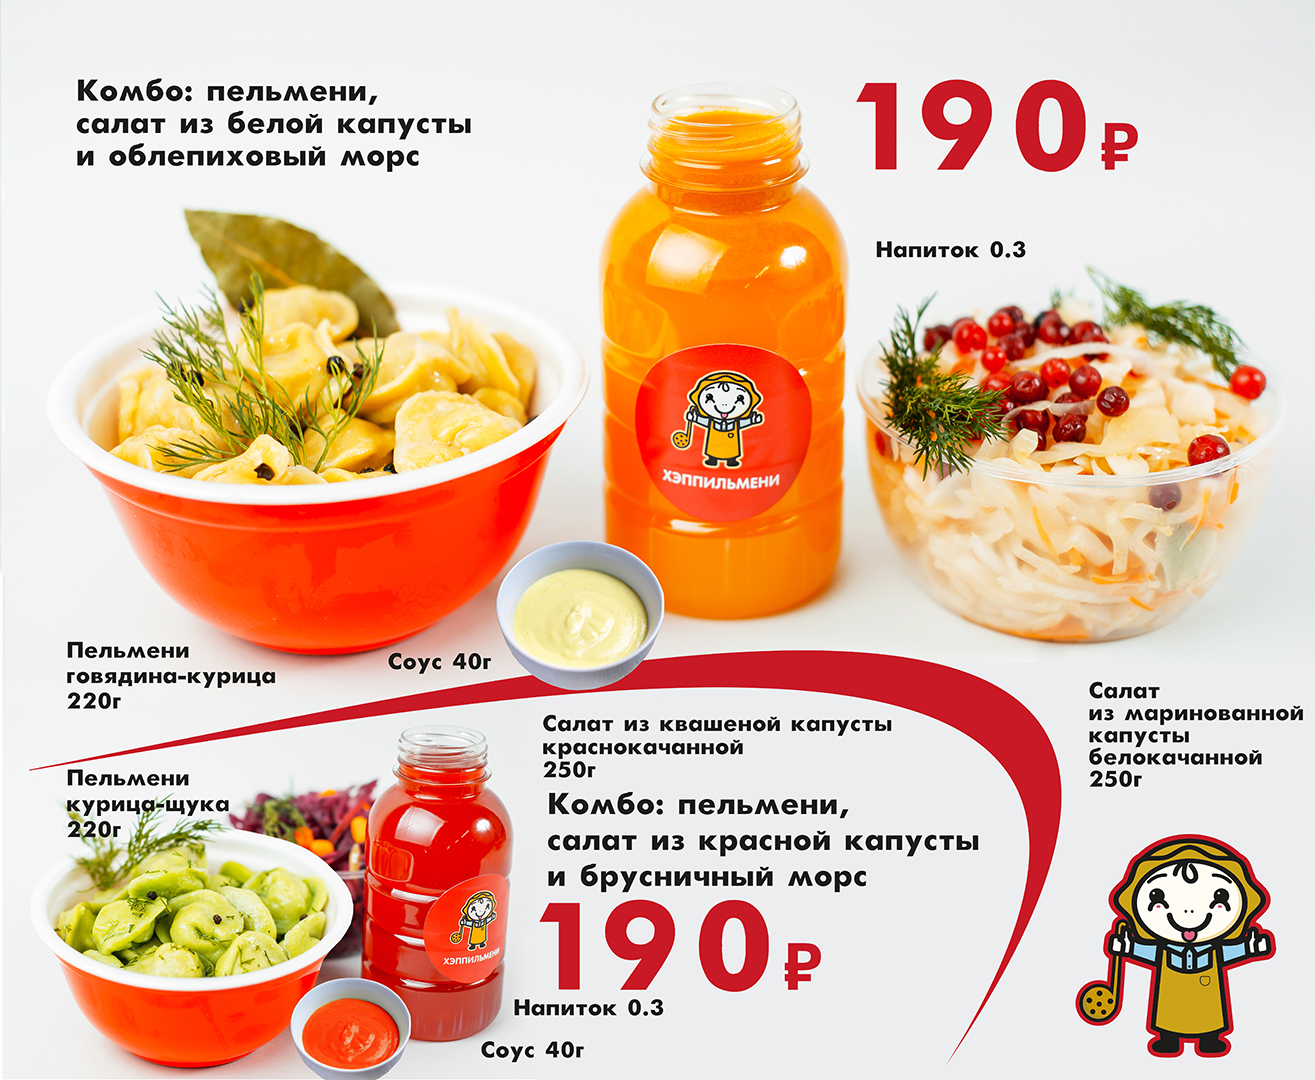 Комбо: пельмени,
салат из белой капусты
и облепиховый морс
190₽
Напиток 0.3
ХЭППИЛЬМЕНИ
Пельмени
говядина-курица
220г
Соус 40г
Салат
из маринованной
капусты
белокачанной
250г
Салат из квашеной капусты
краснокачанной
250г
Пельмени
курица-щука
220г
Комбо: пельмени,
салат из красной капусты
и брусничный морс
190₽
ХЭППИЛЬМЕНИ
Напиток 0.3
Соус 40г